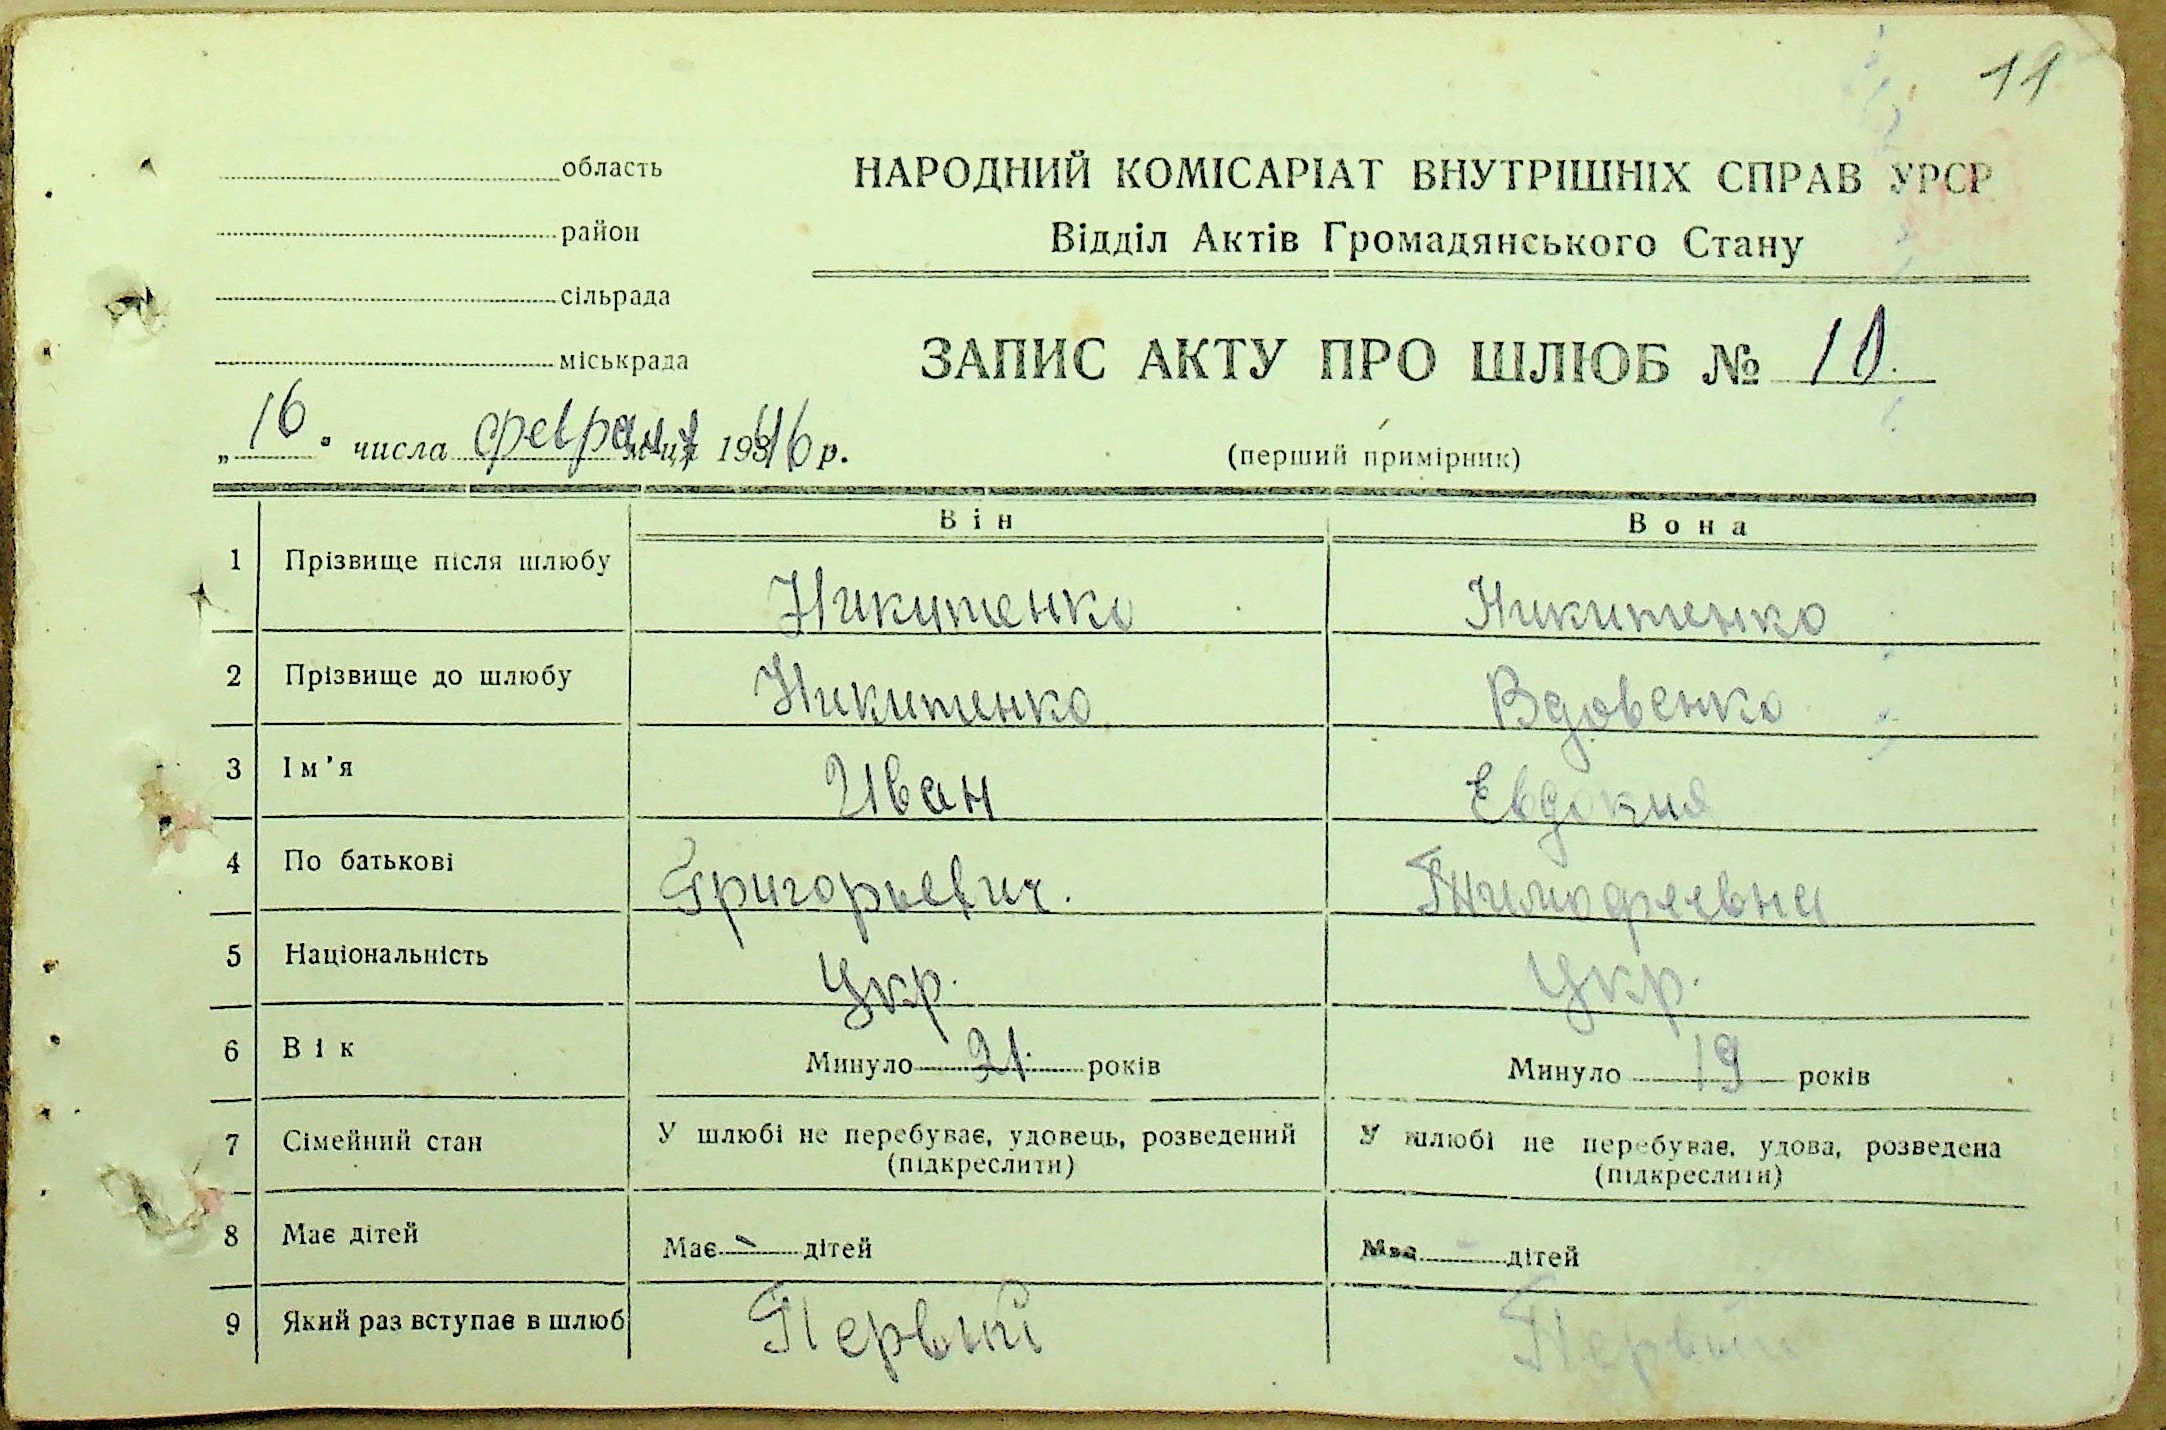 11
область
район
сільрада
міськрада
НАРОДНИЙ КОМІСАРІАТ ВНУТРІШНІХ СПРАВ УРСР
Відділ Актів Громадянського Стану
ЗАПИС АКТУ ПРО ШЛЮБ № 10.
„16" числа февраля 1946 р.
(перший примірник)
Він Вона
1 Прізвище після шлюбу Никитенко Никитенко
2 Прізвище до шлюбу Никитенко Вдовенко
3 Ім'я Иван Евдокия
4 По батькові Григорьевич. Тимофеевна
5 Національність Укр. Укр.
6 Вік Минуло 21. років Минуло 19 років
7 Сімейний стан У шлюбі не перебуває, удовець, розведений У шлюбі не перебуває, удова, розведена
(підкреслити) (підкреслити)
8 Має дітей Має - дітей Має - дітей
9 Який раз вступає в шлюб Первый Первый